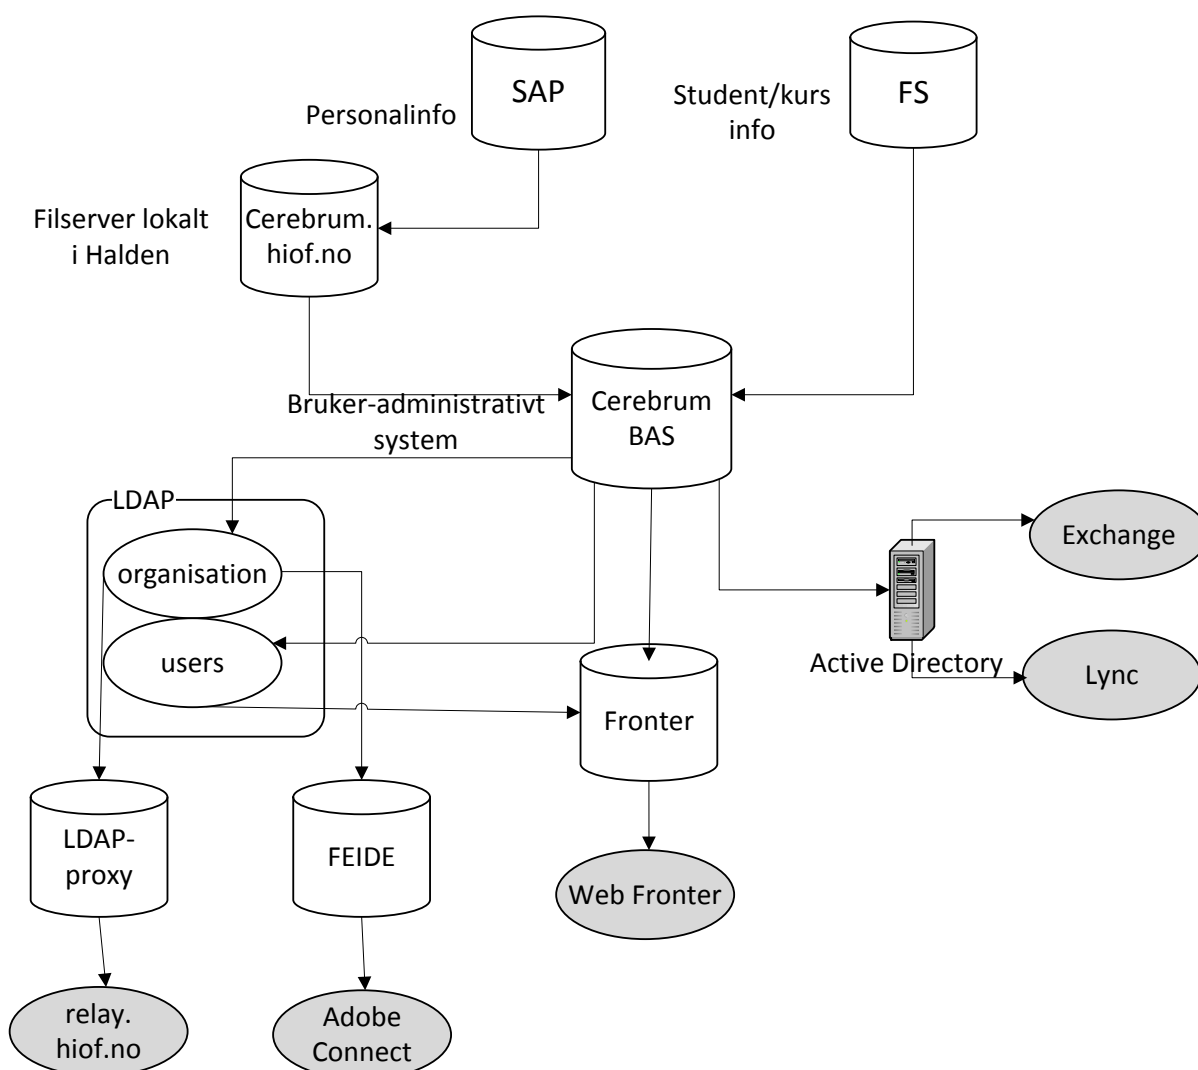 SAP
FS
Personalinfo
Student/kurs
info
Filserver lokalt
i Halden
Cerebrum.
hiof.no
Bruker-administrativt
system
Cerebrum
BAS
LDAP
organisation
users
Exchange
Active Directory
Lync
Fronter
LDAP-
proxy
FEIDE
Web Fronter
relay.
hiof.no
Adobe
Connect